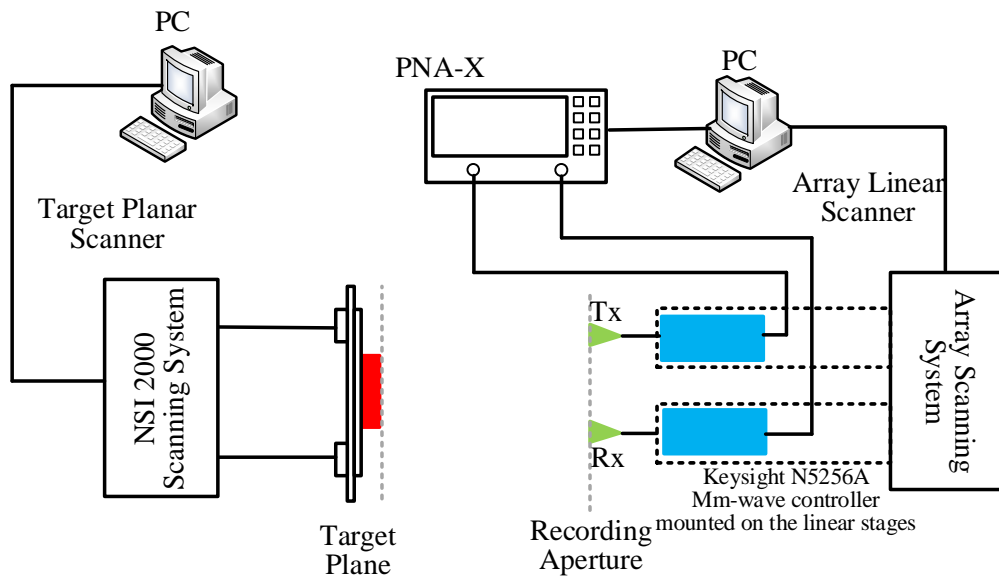 PC
PNA-X
PC
Target Planar
Scanner
Array Linear
Scanner
NSI 2000
Scanning System
Tx
Rx
Array Scanning
System
Keysight N5256A
Mm-wave controller
mounted on the linear stages
Target
Plane
Recording
Aperture